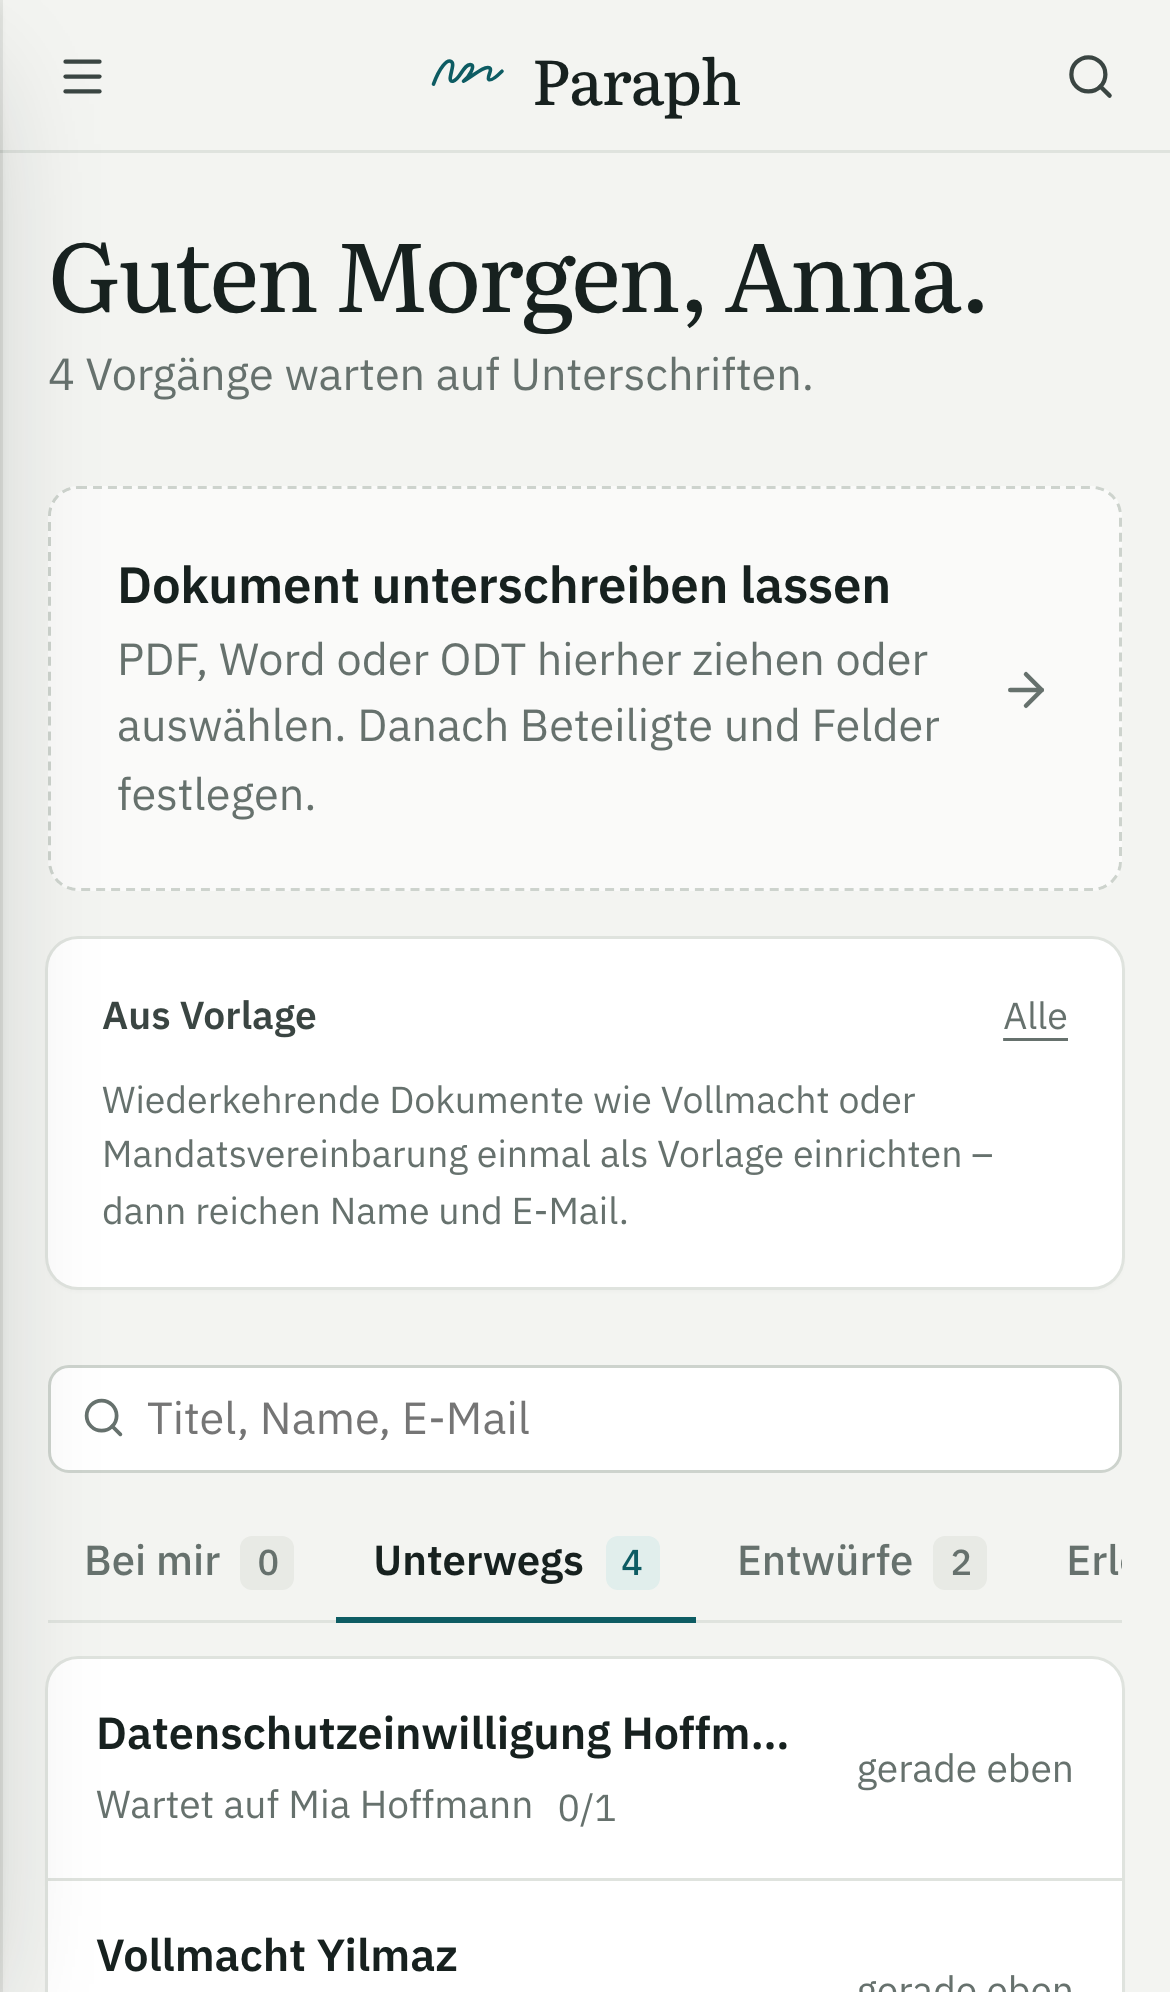 Paraph
Guten Morgen, Anna.
4 Vorgänge warten auf Unterschriften.
Dokument unterschreiben lassen
PDF, Word oder ODT hierher ziehen oder
auswählen. Danach Beteiligte und Felder
festlegen.
Aus Vorlage
Alle
Wiederkehrende Dokumente wie Vollmacht oder
Mandatsvereinbarung einmal als Vorlage einrichten –
dann reichen Name und E-Mail.
Titel, Name, E-Mail
Bei mir 0 Unterwegs 4 Entwürfe 2
Datenschutzeinwilligung Hoffm...
gerade eben
Wartet auf Mia Hoffmann 0/1
Vollmacht Yilmaz
gerade eben